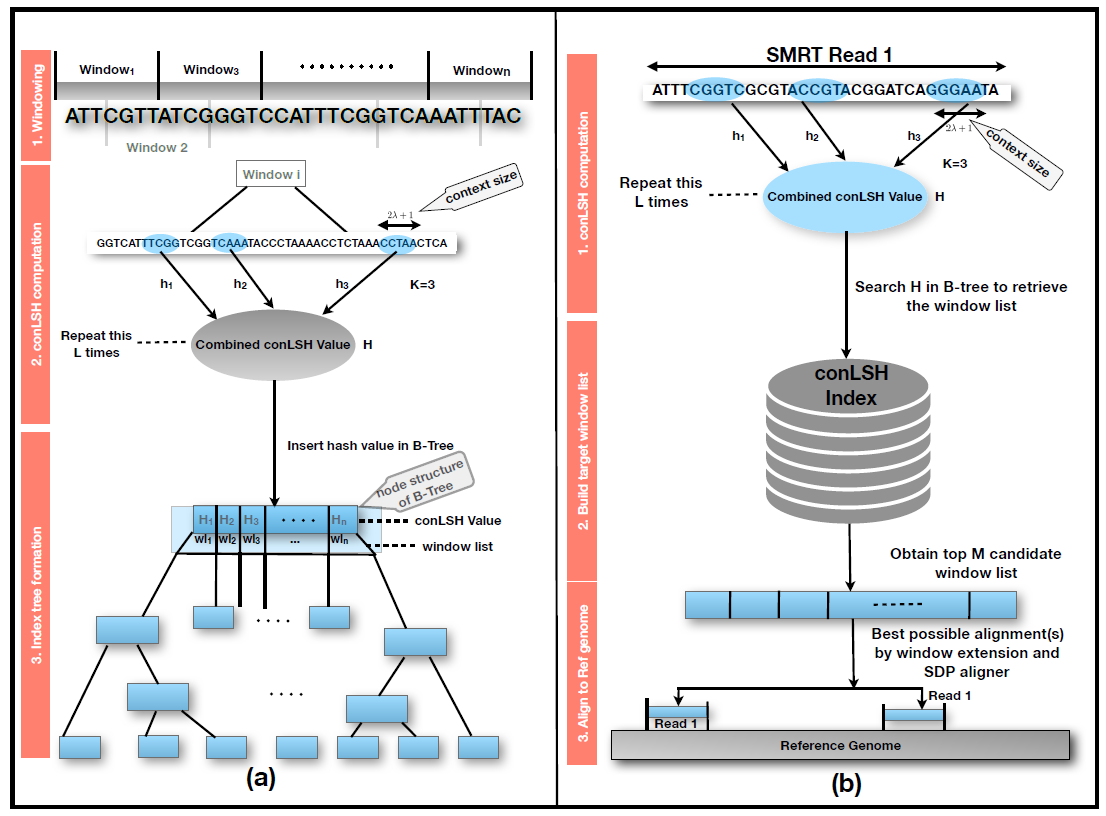 1. Windowing
Window1
Window3
.........
Windown
ATTCGTTATCGGGTCCATTTCGGTCAAATTTAC
Window 2
2. conLSH computation
Window i
context size
2λ + 1
GGTCATTTCGGTCGGTCAAATACCCTAAAACCTCTAAACCTAACTCA
h1
h2
h3
K=3
Repeat this
L times
Combined conLSH Value
H
3. Index tree formation
Insert hash value in B-Tree
node structure
of B-Tree
H1
H2
H3
....
Hn
conLSH Value
wl1
wl2
wl3
...
wln
window list
....
....
(a)
1. conLSH computation
SMRT Read 1
ATTTCGGTCGCGTACCGTACGGATCAGGGAATA
2λ + 1
context size
h1
h2
h3
K=3
Repeat this
L times
Combined conLSH Value
H
Search H in B-tree to retrieve
the window list
2. Build target window list
conLSH
Index
Obtain top M candidate
window list
3. Align to Ref genome
Best possible alignment(s)
by window extension and
SDP aligner
Read 1
Read 1
Reference Genome
(b)